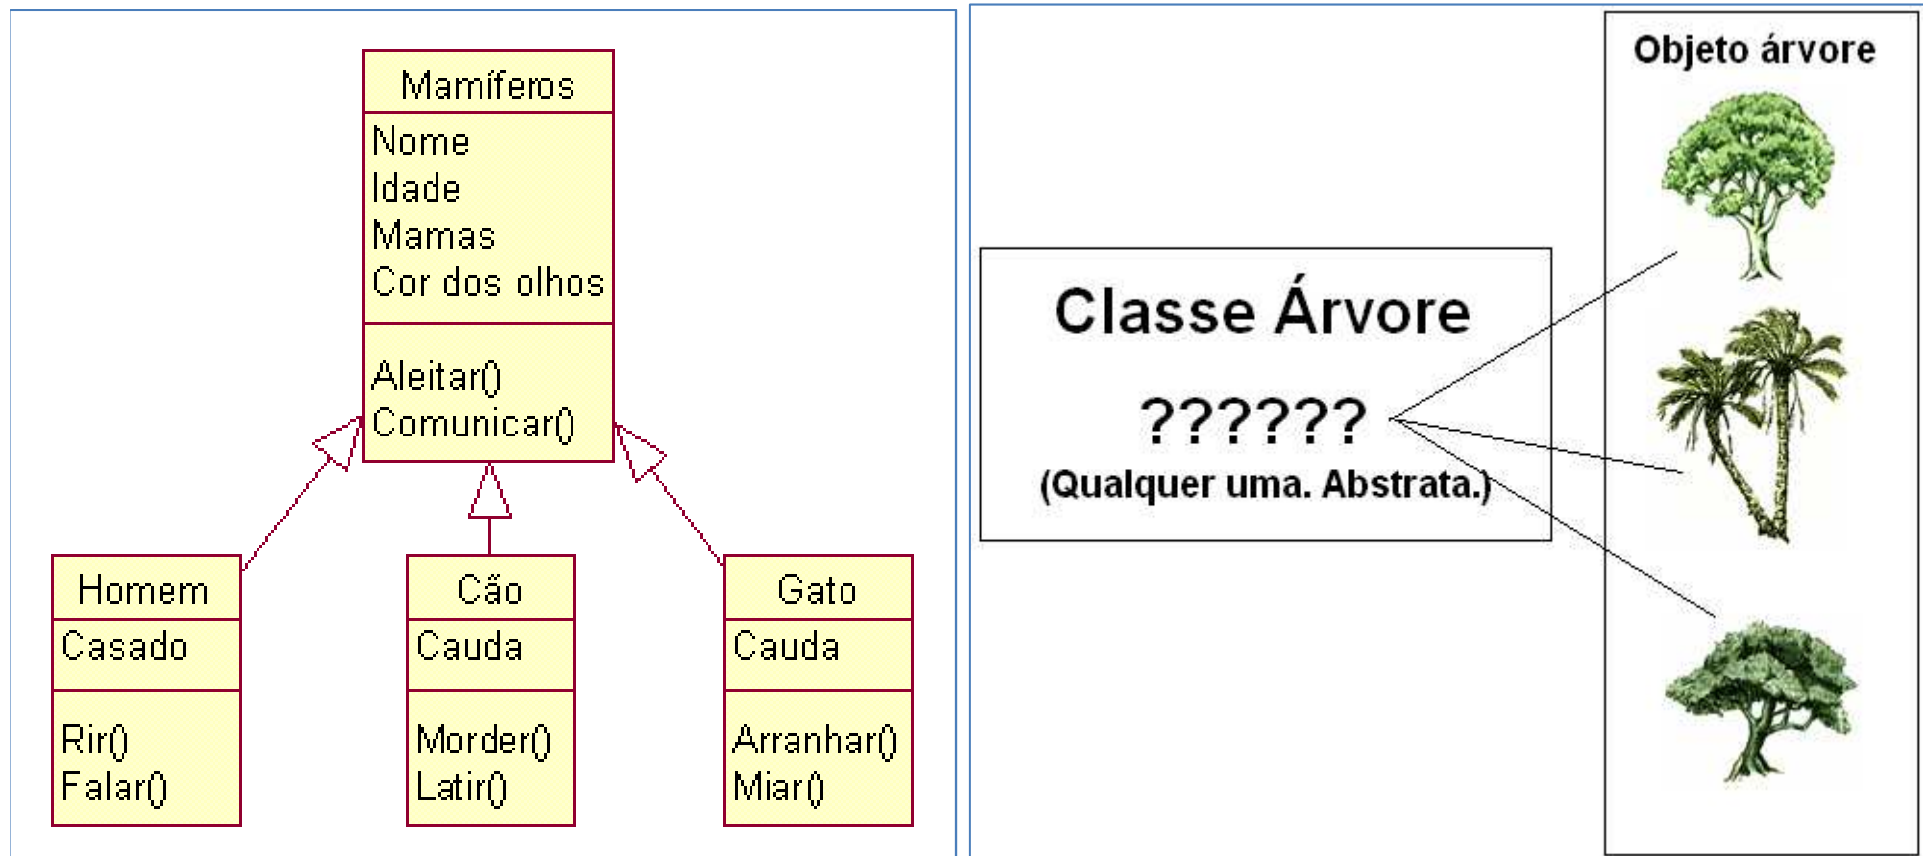 Mamíferos
Nome
Idade
Mamas
Cor dos olhos
Aleitar()
Comunicar()
Homem
Casado
Rir()
Falar()
Cão
Cauda
Morder()
Latir()
Gato
Cauda
Arranhar()
Miar()
Classe Árvore
??????
(Qualquer uma. Abstrata.)
Objeto árvore